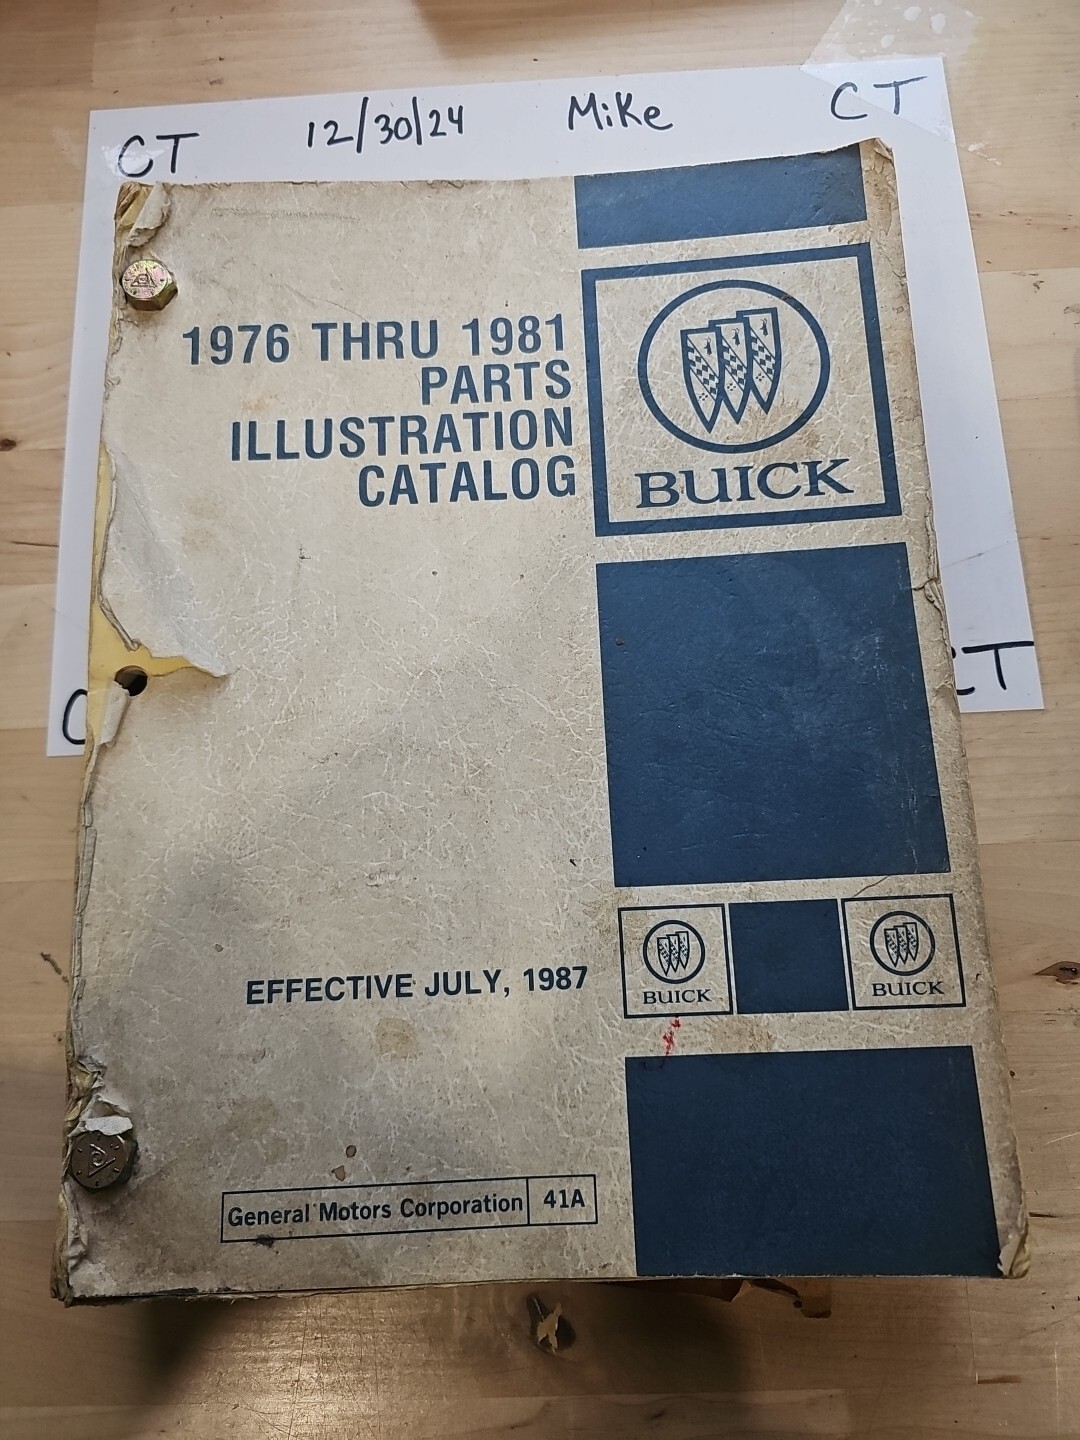 CT 12/30/24 Mike CT
1976 THRU 1981
PARTS
ILLUSTRATION
CATALOG
BUICK
CT
EFFECTIVE JULY, 1987
BUICK BUICK
General Motors Corporation 41A